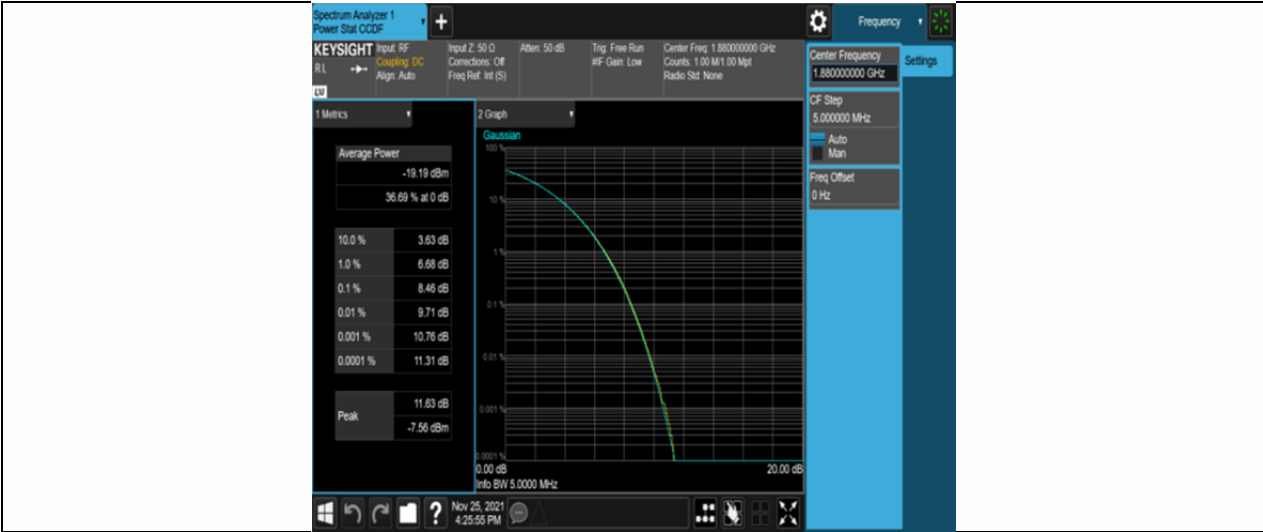 Spectrum Analyzer 1
Power Stat CCDF
+
Frequency
KEYSIGHT
Input: RF
Coupling: DC
Align: Auto
RL
LV
Input Z: 50 Ω
Corrections: Off
Freq Ref: Int (S)
Atten: 50 dB
Trig: Free Run
#IF Gain: Low
Center Freq: 1.880000000 GHz
Counts: 1.00 M/1.00 Mpt
Radio Std: None
Center Frequency
1.880000000 GHz
Settings
CF Step
5.000000 MHz
Auto
Man
Freq Offset
0 Hz
1 Metrics
Average Power
-19.19 dBm
36.69 % at 0 dB
10.0 % 3.63 dB
1.0 % 6.68 dB
0.1 % 8.46 dB
0.01 % 9.71 dB
0.001 % 10.76 dB
0.0001 % 11.31 dB
Peak
11.63 dB
-7.56 dBm
2 Graph
Gaussian
100 %
10 %
1 %
0.1 %
0.01 %
0.001 %
0.0001 %
0.00 dB 20.00 dB
Info BW 5.0000 MHz
?
Nov 25, 2021
4:25:55 PM